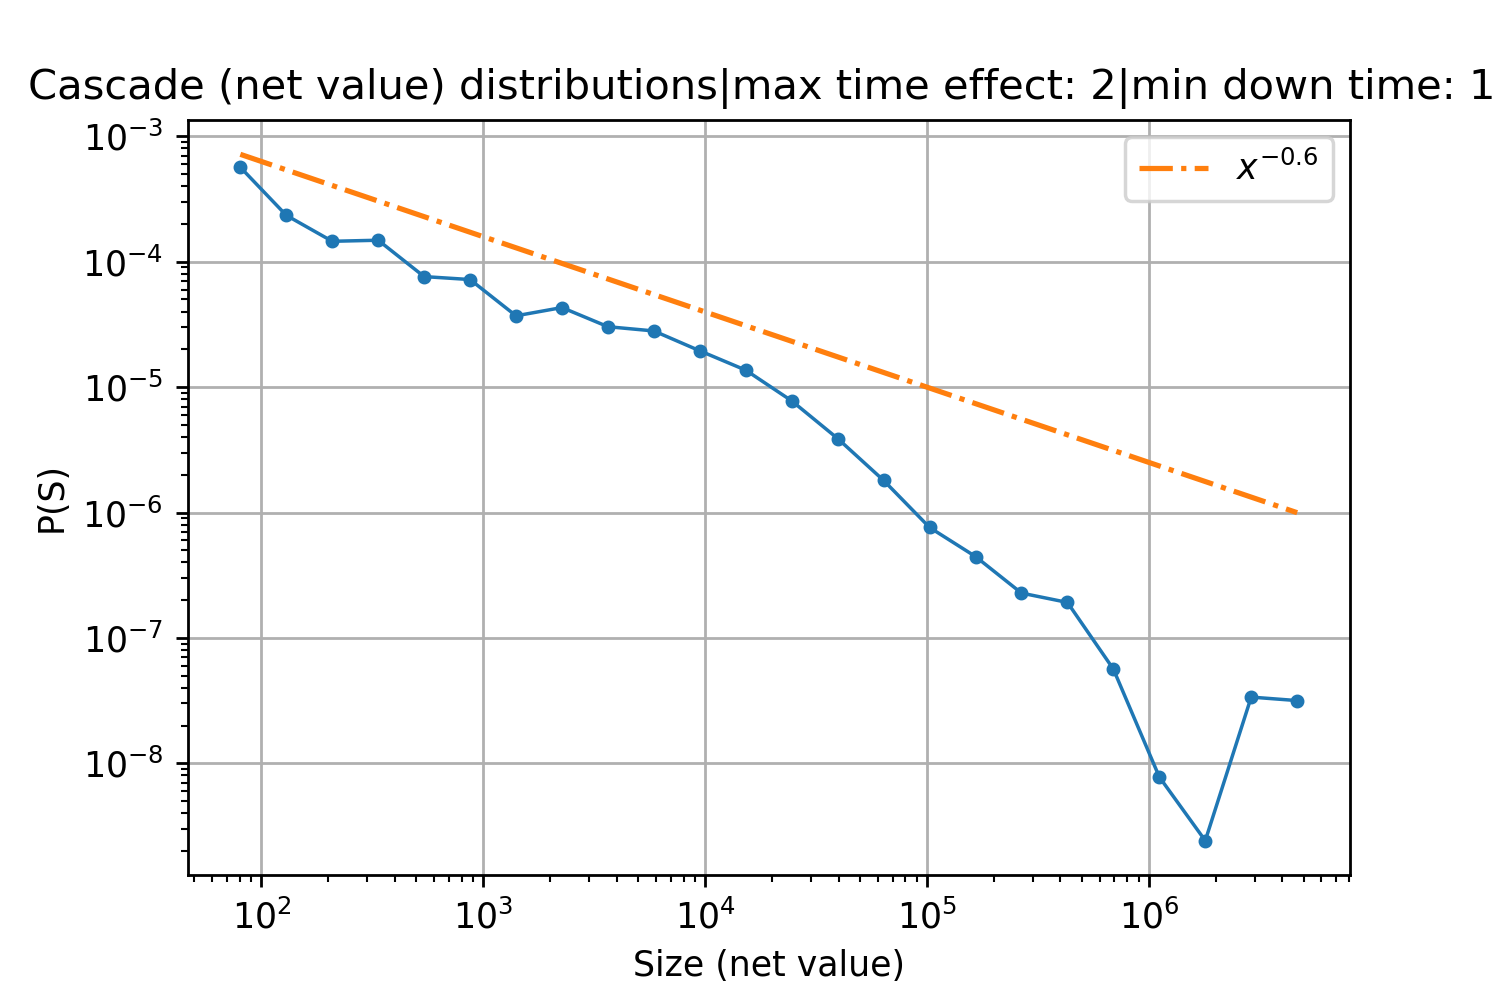 Cascade (net value) distributions|max time effect: 2|min down time: 1
x^{-0.6}
10^{-3}
10^{-4}
10^{-5}
10^{-6}
10^{-7}
10^{-8}
P(S)
10^{2} 10^{3} 10^{4} 10^{5} 10^{6}
Size (net value)